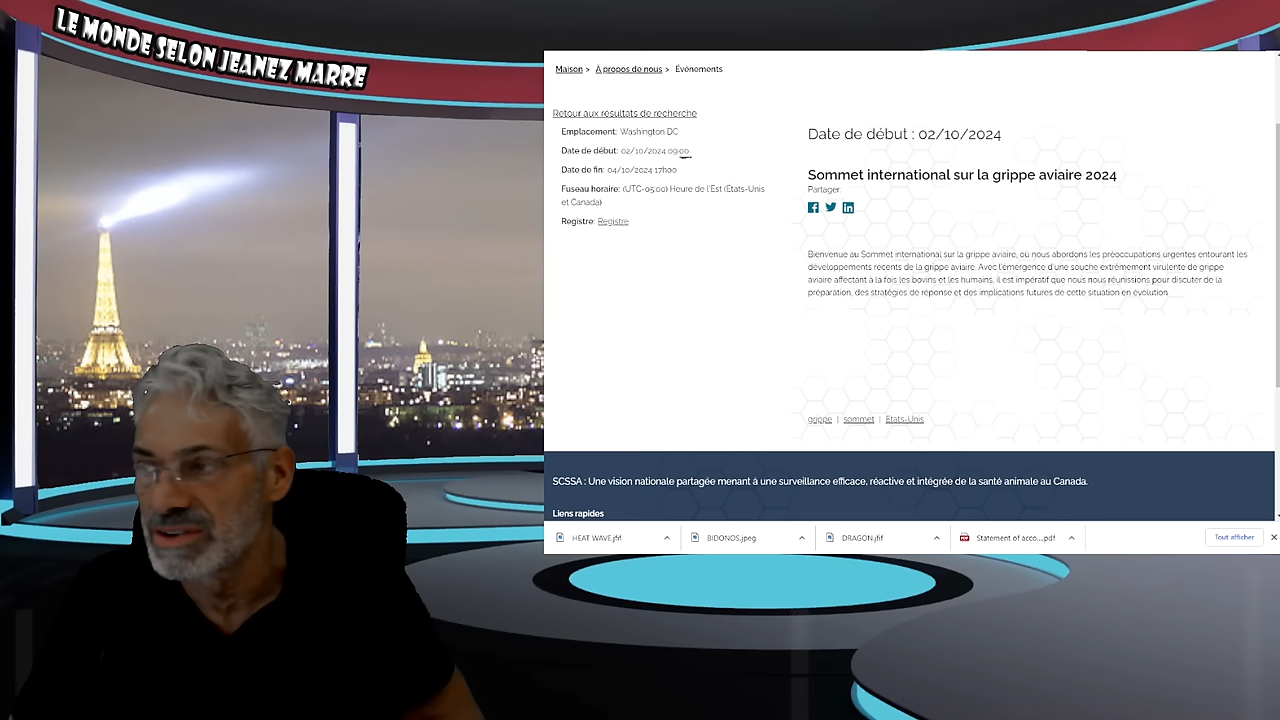 LE MONDE SELON JEANEZ MARRE
Maison > À propos de nous > Événements
Retour aux résultats de recherche
Emplacement: Washington DC
Date de début: 02/10/2024 09:00
Date de fin: 04/10/2024 17h00
Fuseau horaire: (UTC-05:00) Heure de l'Est (États-Unis
et Canada)
Registre: Registre
Date de début : 02/10/2024
Sommet international sur la grippe aviaire 2024
Partager:
Bienvenue au Sommet international sur la grippe aviaire, où nous abordons les préoccupations urgentes entourant les
développements récents de la grippe aviaire. Avec l'émergence d'une souche extrêmement virulente de grippe
aviaire affectant à la fois les bovins et les humains, il est impératif que nous nous réunissions pour discuter de la
préparation, des stratégies de réponse et des implications futures de cette situation en évolution.
grippe | sommet | États-Unis
SCSSA : Une vision nationale partagée menant à une surveillance efficace, réactive et intégrée de la santé animale au Canada.
Liens rapides
HEAT WAVE.jfif
BIDONOS.jpeg
DRAGON.jfif
Statement of acco....pdf
Tout afficher